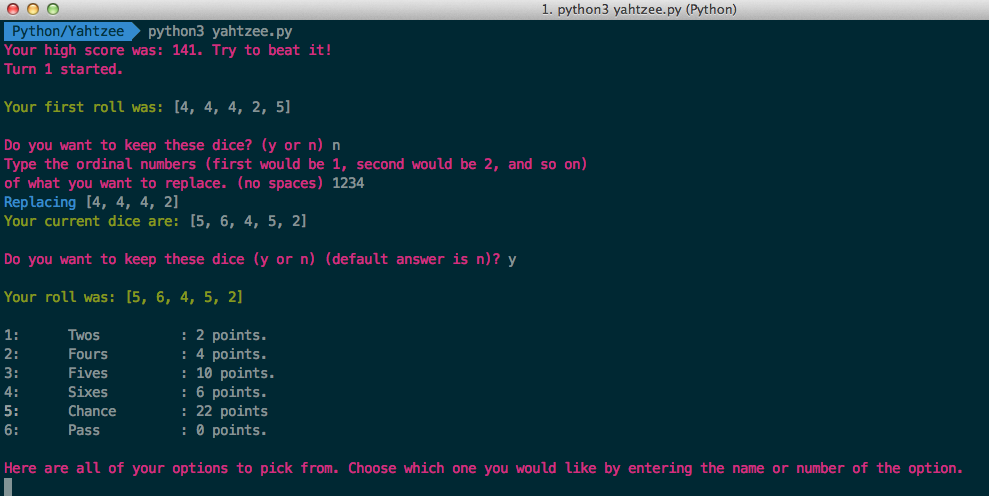 1. python3 yahtzee.py (Python)
Python/Yahtzee python3 yahtzee.py
Your high score was: 141. Try to beat it!
Turn 1 started.
Your first roll was: [4, 4, 4, 2, 5]
Do you want to keep these dice? (y or n) n
Type the ordinal numbers (first would be 1, second would be 2, and so on)
of what you want to replace. (no spaces) 1234
Replacing [4, 4, 4, 2]
Your current dice are: [5, 6, 4, 5, 2]
Do you want to keep these dice (y or n) (default answer is n)? y
Your roll was: [5, 6, 4, 5, 2]
1: Twos : 2 points.
2: Fours : 4 points.
3: Fives : 10 points.
4: Sixes : 6 points.
5: Chance : 22 points
6: Pass : 0 points.
Here are all of your options to pick from. Choose which one you would like by entering the name or number of the option.